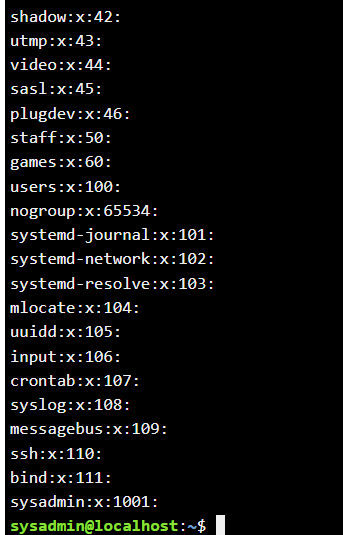 shadow:x:42:
utmp:x:43:
video:x:44:
sasl:x:45:
plugdev:x:46:
staff:x:50:
games:x:60:
users:x:100:
nogroup:x:65534:
systemd-journal:x:101:
systemd-network:x:102:
systemd-resolve:x:103:
mlocate:x:104:
uuidd:x:105:
input:x:106:
crontab:x:107:
syslog:x:108:
messagebus:x:109:
ssh:x:110:
bind:x:111:
sysadmin:x:1001:
sysadmin@localhost:~$